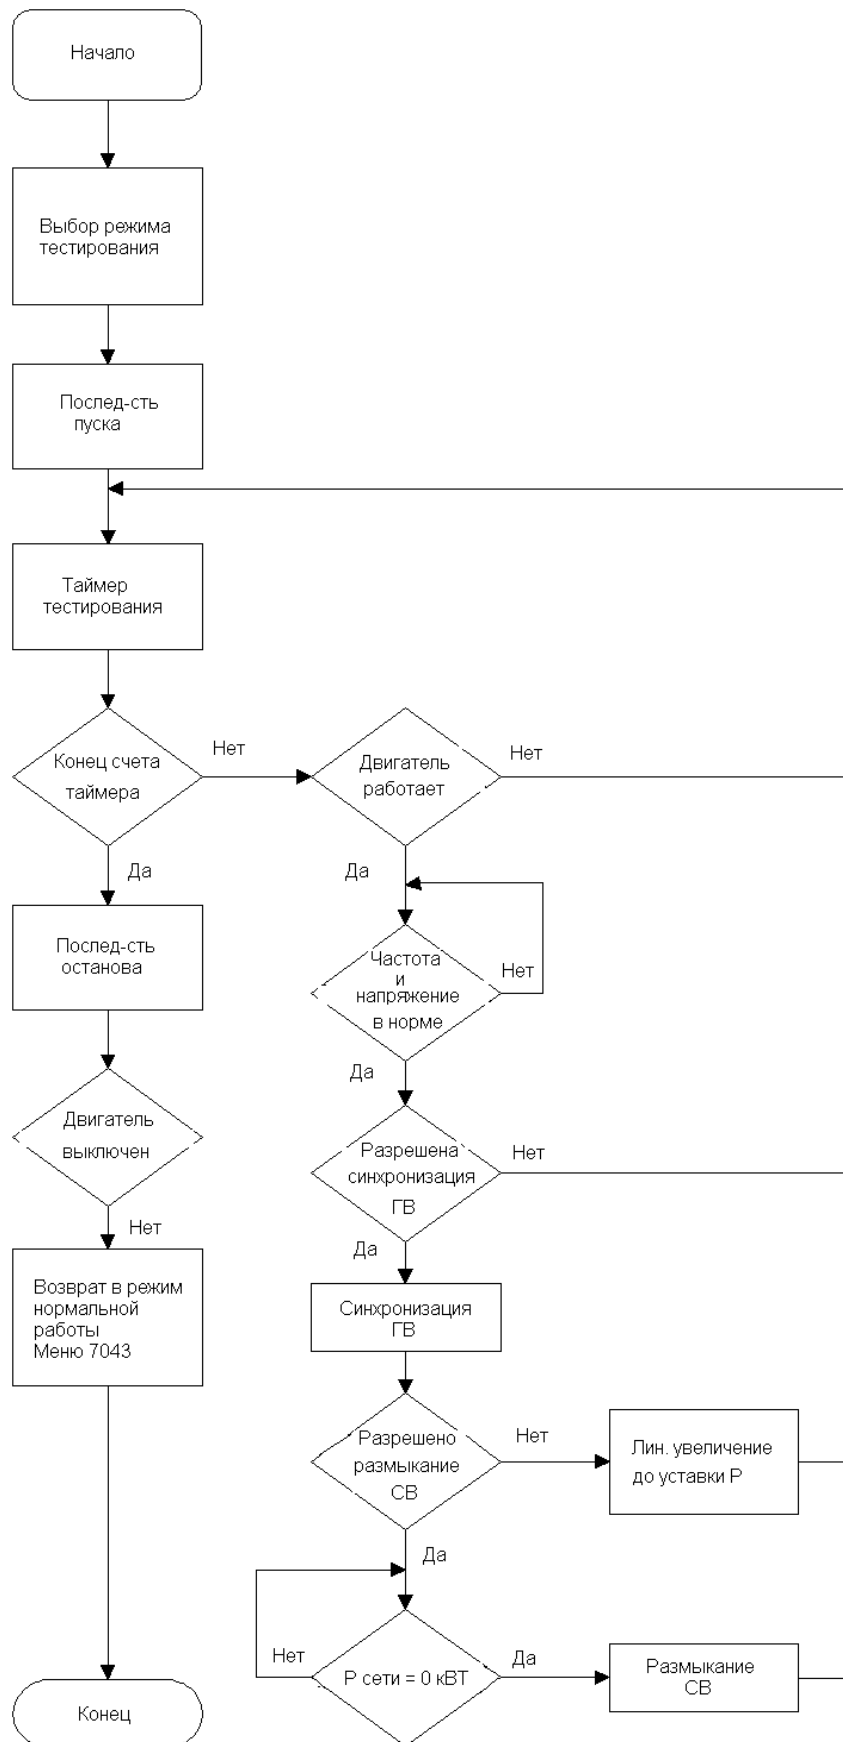 Начало
Выбор режима
тестирования
Послед-сть
пуска
Таймер
тестирования
Конец счета
таймера
Нет
Двигатель
работает
Нет
Да
Да
Послед-сть
останова
Частота
и
напряжение
в норме
Нет
Да
Двигатель
выключен
Разрешена
синхронизация
ГВ
Нет
Нет
Да
Возврат в режим
нормальной
работы
Меню 7043
Синхронизация
ГВ
Разрешено
размыкание
СВ
Нет
Лин. увеличение
до уставки P
Да
Нет
P сети = 0 кВТ
Да
Размыкание
СВ
Конец